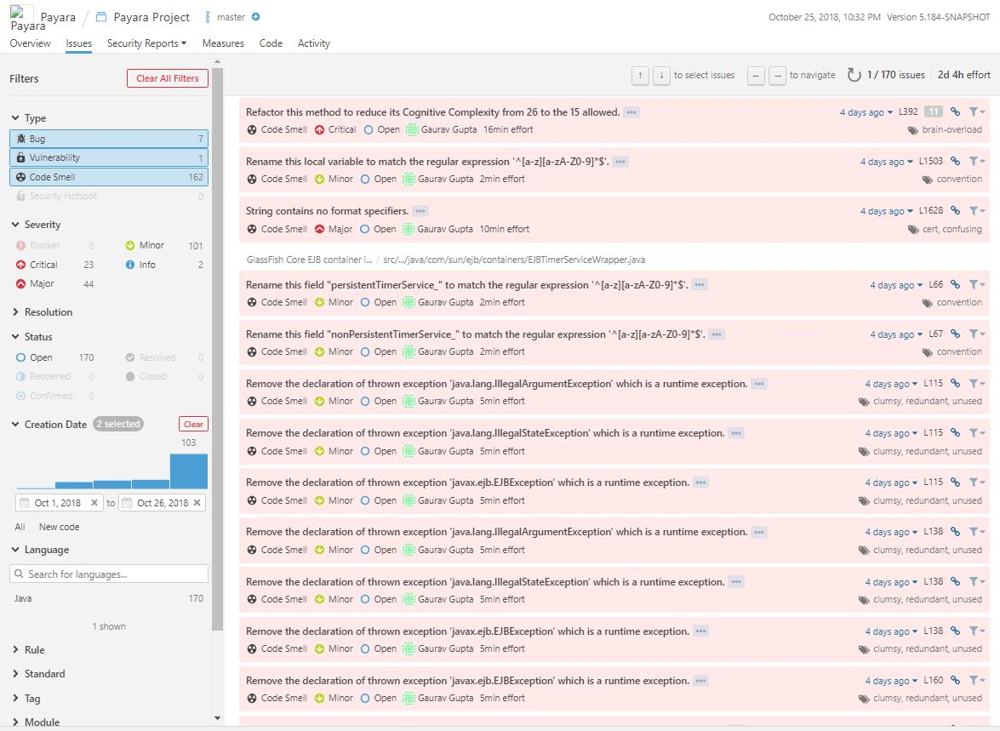 Payara
Payara / Payara Project master
October 25, 2018, 10:32 PM Version 5.184-SNAPSHOT
Overview Issues Security Reports Measures Code Activity
Filters Clear All Filters
↑ ↓ to select issues ← → to navigate 1 / 170 issues 2d 4h effort
Type
Bug 7
Vulnerability 1
Code Smell 162
Security Hotspot 0
Severity
Blocker 0 Minor 101
Critical 23 Info 2
Major 44
Resolution
Status
Open 170 Resolved 0
Reopened 0 Closed 0
Confirmed 0
Creation Date 2 selected Clear
103
Oct 1, 2018 to Oct 26, 2018
All New code
Language
Search for languages...
Java 170
1 shown
Rule
Standard
Tag
Module
Refactor this method to reduce its Cognitive Complexity from 26 to the 15 allowed. 4 days ago L392 11
Code Smell Critical Open Gaurav Gupta 16min effort brain-overload
Rename this local variable to match the regular expression '^[a-z][a-zA-Z0-9]*$'. 4 days ago L1503
Code Smell Minor Open Gaurav Gupta 2min effort convention
String contains no format specifiers. 4 days ago L1628
Code Smell Major Open Gaurav Gupta 10min effort cert, confusing
GlassFish Core EJB container i... / src/.../java/com/sun/ejb/containers/EJBTimerServiceWrapper.java
Rename this field "persistentTimerService_" to match the regular expression '^[a-z][a-zA-Z0-9]*$'. 4 days ago L66
Code Smell Minor Open Gaurav Gupta 2min effort convention
Rename this field "nonPersistentTimerService_" to match the regular expression '^[a-z][a-zA-Z0-9]*$'. 4 days ago L67
Code Smell Minor Open Gaurav Gupta 2min effort convention
Remove the declaration of thrown exception 'java.lang.IllegalArgumentException' which is a runtime exception. 4 days ago L115
Code Smell Minor Open Gaurav Gupta 5min effort clumsy, redundant, unused
Remove the declaration of thrown exception 'java.lang.IllegalStateException' which is a runtime exception. 4 days ago L115
Code Smell Minor Open Gaurav Gupta 5min effort clumsy, redundant, unused
Remove the declaration of thrown exception 'javax.ejb.EJBException' which is a runtime exception. 4 days ago L115
Code Smell Minor Open Gaurav Gupta 5min effort clumsy, redundant, unused
Remove the declaration of thrown exception 'java.lang.IllegalArgumentException' which is a runtime exception. 4 days ago L138
Code Smell Minor Open Gaurav Gupta 5min effort clumsy, redundant, unused
Remove the declaration of thrown exception 'java.lang.IllegalStateException' which is a runtime exception. 4 days ago L138
Code Smell Minor Open Gaurav Gupta 5min effort clumsy, redundant, unused
Remove the declaration of thrown exception 'javax.ejb.EJBException' which is a runtime exception. 4 days ago L138
Code Smell Minor Open Gaurav Gupta 5min effort clumsy, redundant, unused
Remove the declaration of thrown exception 'javax.ejb.EJBException' which is a runtime exception. 4 days ago L160
Code Smell Minor Open Gaurav Gupta 5min effort clumsy, redundant, unused